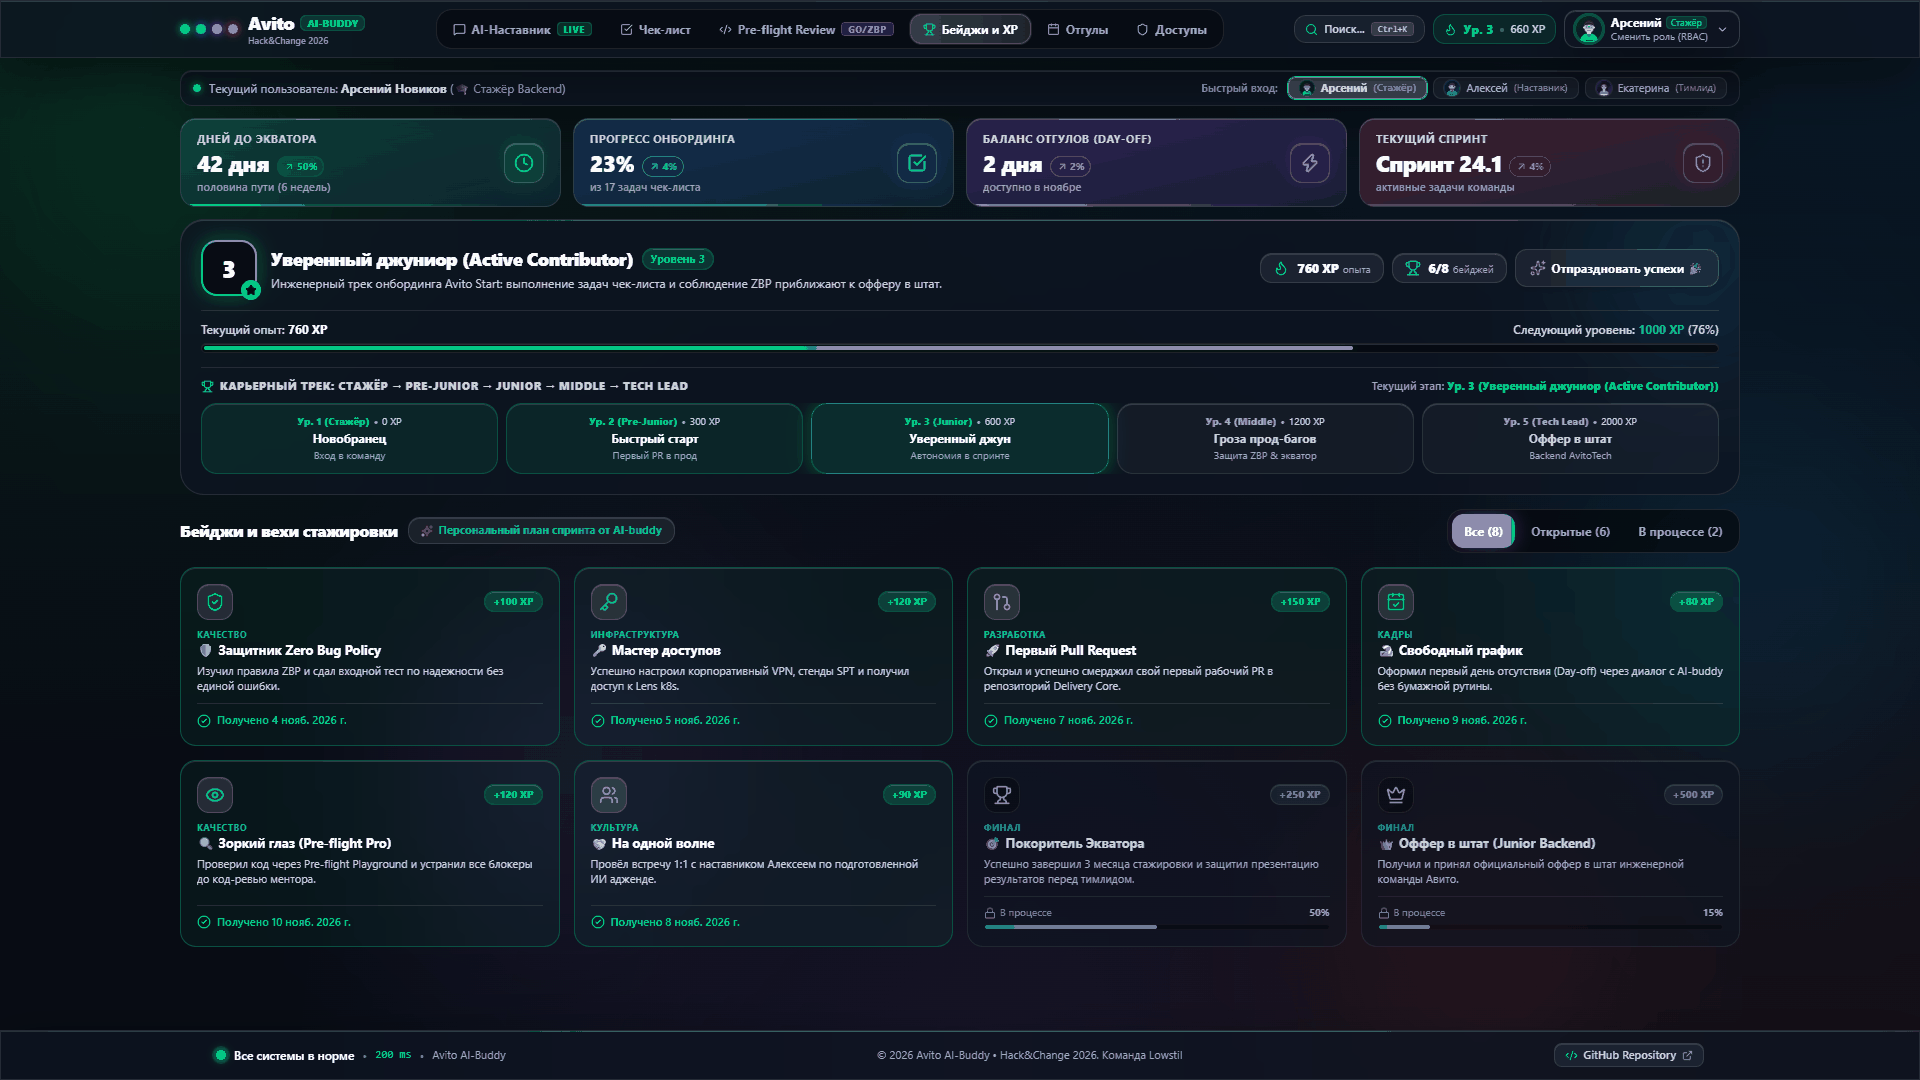 Avito AI-BUDDY
Hack&Change 2026
AI-Наставник LIVE
Чек-лист
Pre-flight Review GO/ZBP
Бейджи и XP
Отгулы
Доступы
Поиск... Ctrl+K
Ур. 3 • 660 XP
Арсений Стажёр
Сменить роль (RBAC)
Текущий пользователь: Арсений Новиков ( Стажёр Backend)
Быстрый вход:
Арсений (Стажёр)
Алексей (Наставник)
Екатерина (Тимлид)
ДНЕЙ ДО ЭКВАТОРА
42 дня ↗ 50%
половина пути (6 недель)
ПРОГРЕСС ОНБОРДИНГА
23% ↗ 4%
из 17 задач чек-листа
БАЛАНС ОТГУЛОВ (DAY-OFF)
2 дня ↗ 2%
доступно в ноябре
ТЕКУЩИЙ СПРИНТ
Спринт 24.1 ↗ 4%
активные задачи команды
3
Уверенный джуниор (Active Contributor) Уровень 3
Инженерный трек онбординга Avito Start: выполнение задач чек-листа и соблюдение ZBP приближают к офферу в штат.
760 XP опыта
6/8 бейджей
Отпраздновать успехи
Текущий опыт: 760 XP
Следующий уровень: 1000 XP (76%)
КАРЬЕРНЫЙ ТРЕК: СТАЖЁР → PRE-JUNIOR → JUNIOR → MIDDLE → TECH LEAD
Текущий этап: Ур. 3 (Уверенный джуниор (Active Contributor))
Ур. 1 (Стажёр) • 0 XP
Новобранец
Вход в команду
Ур. 2 (Pre-Junior) • 300 XP
Быстрый старт
Первый PR в прод
Ур. 3 (Junior) • 600 XP
Уверенный джун
Автономия в спринте
Ур. 4 (Middle) • 1200 XP
Гроза прод-багов
Защита ZBP & экватор
Ур. 5 (Tech Lead) • 2000 XP
Оффер в штат
Backend AvitoTech
Бейджи и вехи стажировки
Персональный план спринта от AI-buddy
Все (8)
Открытые (6)
В процессе (2)
+100 XP
КАЧЕСТВО
Защитник Zero Bug Policy
Изучил правила ZBP и сдал входной тест по надежности без
единой ошибки.
Получено 4 нояб. 2026 г.
+120 XP
ИНФРАСТРУКТУРА
Мастер доступов
Успешно настроил корпоративный VPN, стенды SPT и получил
доступ к Lens k8s.
Получено 5 нояб. 2026 г.
+150 XP
РАЗРАБОТКА
Первый Pull Request
Открыл и успешно смерджил свой первый рабочий PR в
репозиторий Delivery Core.
Получено 7 нояб. 2026 г.
+80 XP
КАДРЫ
Свободный график
Оформил первый день отсутствия (Day-off) через диалог с AI-buddy
без бумажной рутины.
Получено 9 нояб. 2026 г.
+120 XP
КАЧЕСТВО
Зоркий глаз (Pre-flight Pro)
Проверил код через Pre-flight Playground и устранил все блокеры
до код-ревью ментора.
Получено 10 нояб. 2026 г.
+90 XP
КУЛЬТУРА
На одной волне
Провёл встречу 1:1 с наставником Алексеем по подготовленной
ИИ адженде.
Получено 8 нояб. 2026 г.
+250 XP
ФИНАЛ
Покоритель Экватора
Успешно завершил 3 месяца стажировки и защитил презентацию
результатов перед тимлидом.
В процессе 50%
+500 XP
ФИНАЛ
Оффер в штат (Junior Backend)
Получил и принял официальный оффер в штат инженерной
команды Авито.
В процессе 15%
Все системы в норме • 200 ms • Avito AI-Buddy
© 2026 Avito AI-Buddy • Hack&Change 2026. Команда Lowstil
GitHub Repository